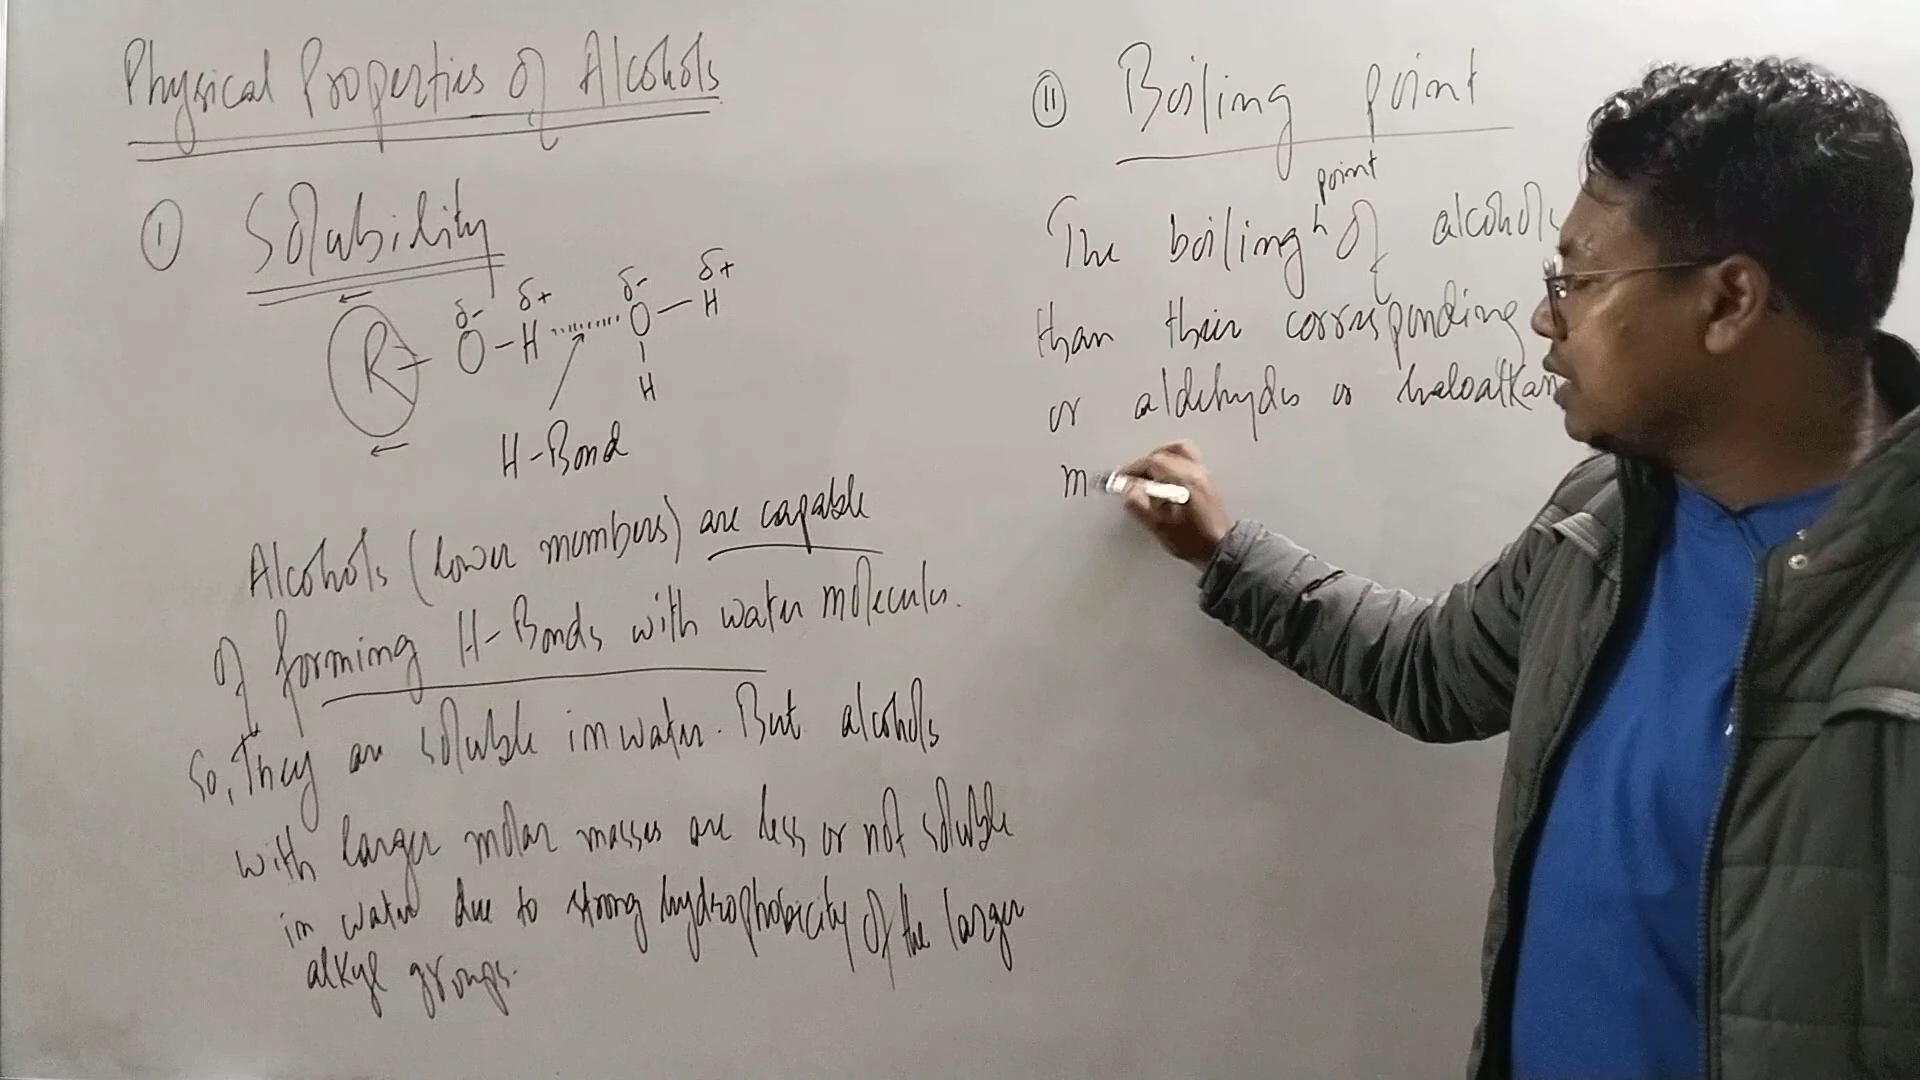 Physical Properties of Alcohols
I Solubility
δ- δ+ δ- δ+
R-O-H O-H
H
H-Bond
Alcohols (lower members) are capable
of forming H-Bonds with water molecules.
So, They are soluble in water. But alcohols
with larger molar masses are less or not soluble
in water due to strong hydrophobicity of the larger
alkyl groups.
II Boiling point
point
The boiling of alcohols
than their corresponding
or aldehydes or haloalkan
m